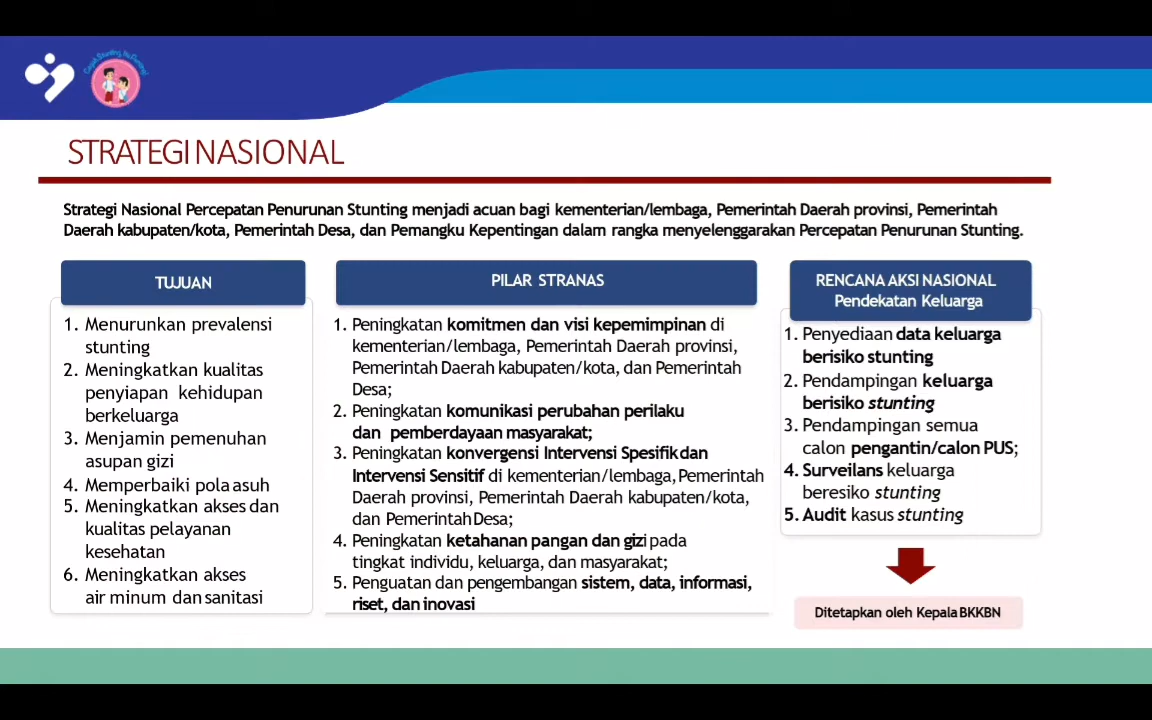 STRATEGI NASIONAL
Strategi Nasional Percepatan Penurunan Stunting menjadi acuan bagi kementerian/lembaga, Pemerintah Daerah provinsi, Pemerintah
Daerah kabupaten/kota, Pemerintah Desa, dan Pemangku Kepentingan dalam rangka menyelenggarakan Percepatan Penurunan Stunting.
TUJUAN
1. Menurunkan prevalensi
stunting
2. Meningkatkan kualitas
penyiapan kehidupan
berkeluarga
3. Menjamin pemenuhan
asupan gizi
4. Memperbaiki pola asuh
5. Meningkatkan akses dan
kualitas pelayanan
kesehatan
6. Meningkatkan akses
air minum dan sanitasi
PILAR STRANAS
1. Peningkatan komitmen dan visi kepemimpinan di
kementerian/lembaga, Pemerintah Daerah provinsi,
Pemerintah Daerah kabupaten/kota, dan Pemerintah
Desa;
2. Peningkatan komunikasi perubahan perilaku
dan pemberdayaan masyarakat;
3. Peningkatan konvergensi Intervensi Spesifik dan
Intervensi Sensitif di kementerian/lembaga, Pemerintah
Daerah provinsi, Pemerintah Daerah kabupaten/kota,
dan Pemerintah Desa;
4. Peningkatan ketahanan pangan dan gizi pada
tingkat individu, keluarga, dan masyarakat;
5. Penguatan dan pengembangan sistem, data, informasi,
riset, dan inovasi
RENCANA AKSI NASIONAL
Pendekatan Keluarga
1. Penyediaan data keluarga
berisiko stunting
2. Pendampingan keluarga
berisiko stunting
3. Pendampingan semua
calon pengantin/calon PUS;
4. Surveilans keluarga
beresiko stunting
5. Audit kasus stunting
Ditetapkan oleh Kepala BKKBN